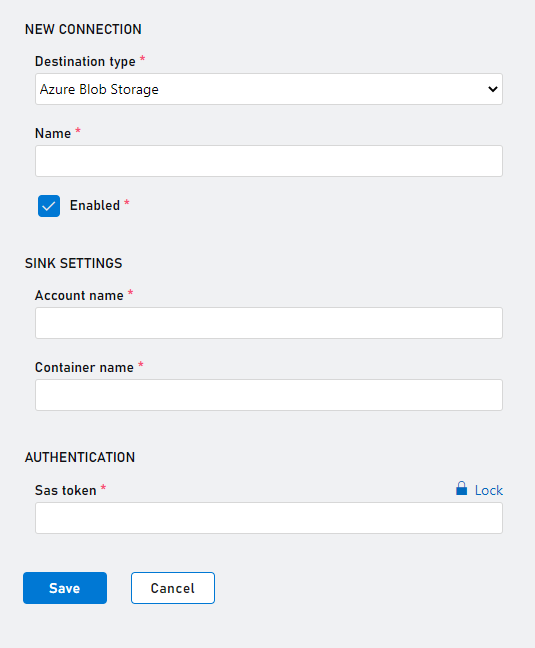 NEW CONNECTION
Destination type *
Azure Blob Storage
Name *
Enabled *
SINK SETTINGS
Account name *
Container name *
AUTHENTICATION
Sas token * Lock
Save Cancel